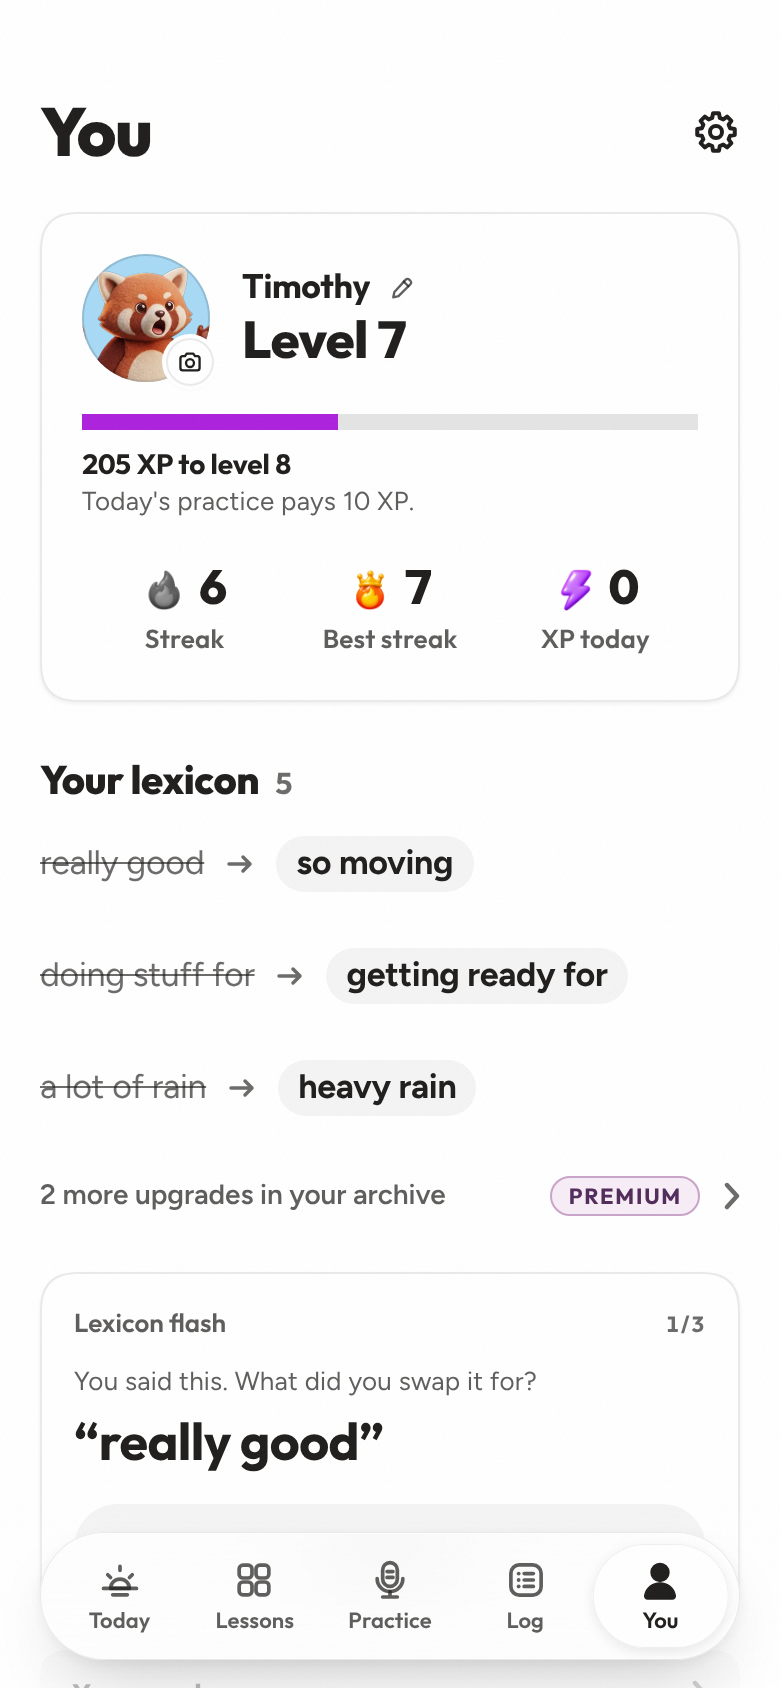 You
Timothy
Level 7
205 XP to level 8
Today's practice pays 10 XP.
6
Streak
7
Best streak
0
XP today
Your lexicon 5
really good → so moving
doing stuff for → getting ready for
a lot of rain → heavy rain
2 more upgrades in your archive PREMIUM
Lexicon flash 1/3
You said this. What did you swap it for?
“really good”
Today
Lessons
Practice
Log
You